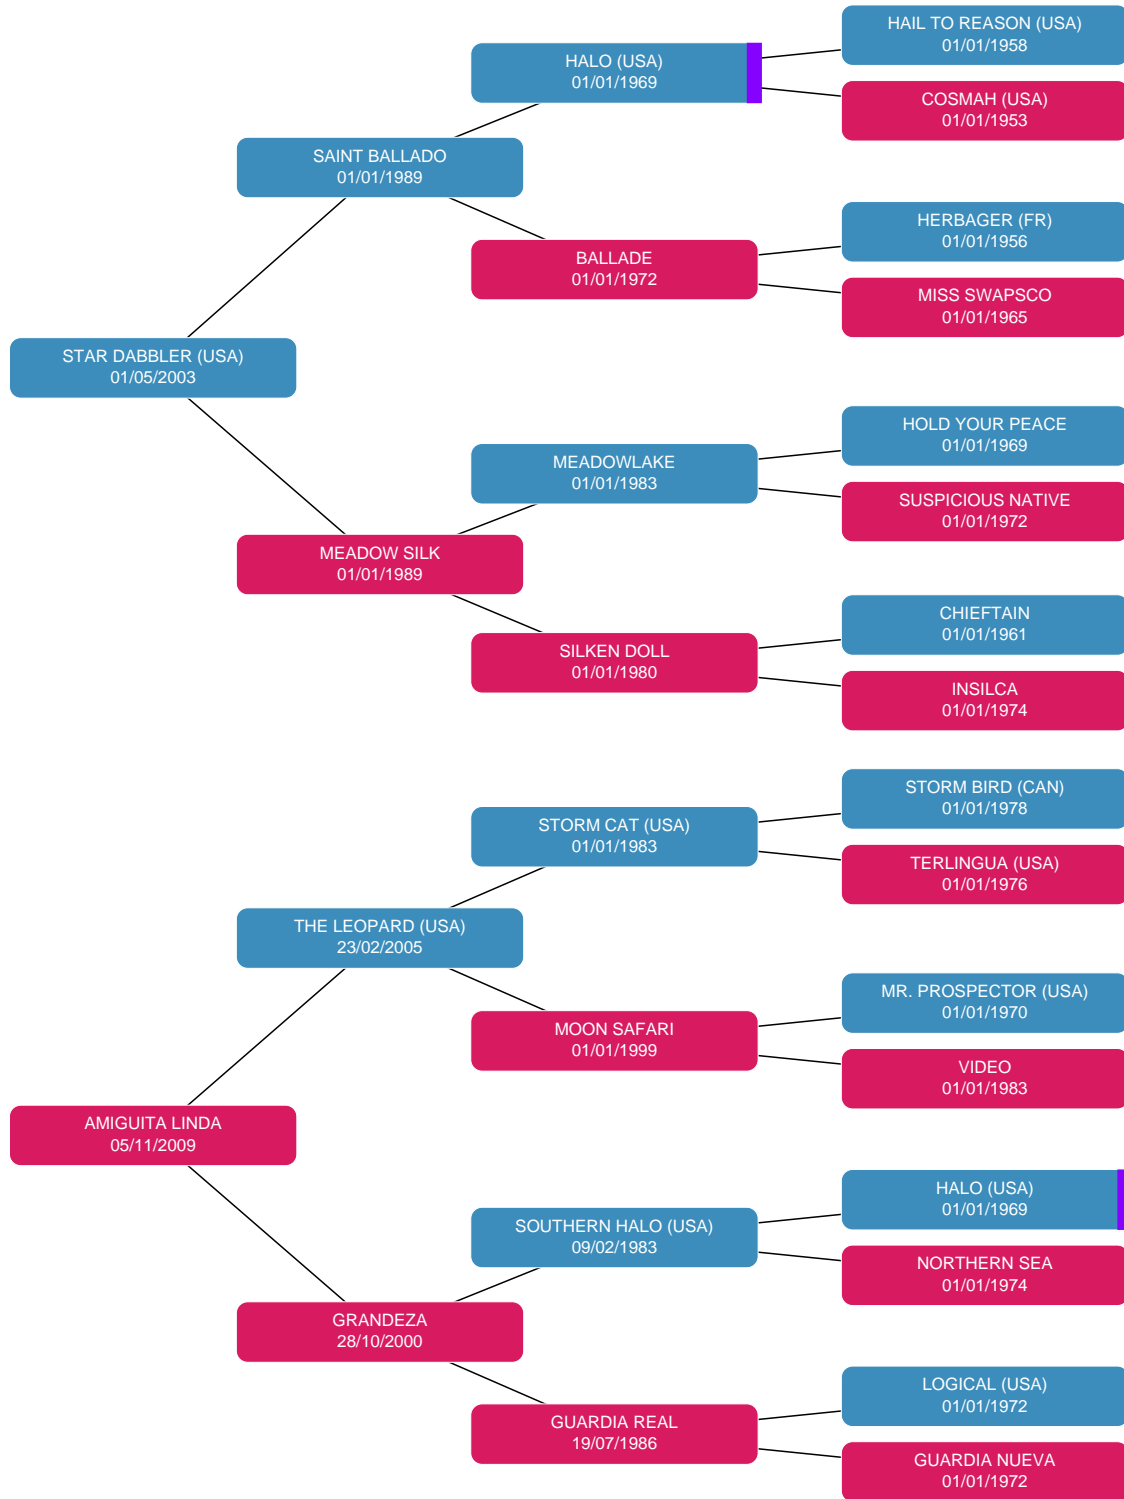 HAIL TO REASON (USA)
01/01/1958
HALO (USA)
01/01/1969
COSMAH (USA)
01/01/1953
SAINT BALLADO
01/01/1989
HERBAGER (FR)
01/01/1956
BALLADE
01/01/1972
MISS SWAPSCO
01/01/1965
STAR DABBLER (USA)
01/05/2003
HOLD YOUR PEACE
01/01/1969
MEADOWLAKE
01/01/1983
SUSPICIOUS NATIVE
01/01/1972
MEADOW SILK
01/01/1989
CHIEFTAIN
01/01/1961
SILKEN DOLL
01/01/1980
INSILCA
01/01/1974
STORM BIRD (CAN)
01/01/1978
STORM CAT (USA)
01/01/1983
TERLINGUA (USA)
01/01/1976
THE LEOPARD (USA)
23/02/2005
MR. PROSPECTOR (USA)
01/01/1970
MOON SAFARI
01/01/1999
VIDEO
01/01/1983
AMIGUITA LINDA
05/11/2009
HALO (USA)
01/01/1969
SOUTHERN HALO (USA)
09/02/1983
NORTHERN SEA
01/01/1974
GRANDEZA
28/10/2000
LOGICAL (USA)
01/01/1972
GUARDIA REAL
19/07/1986
GUARDIA NUEVA
01/01/1972